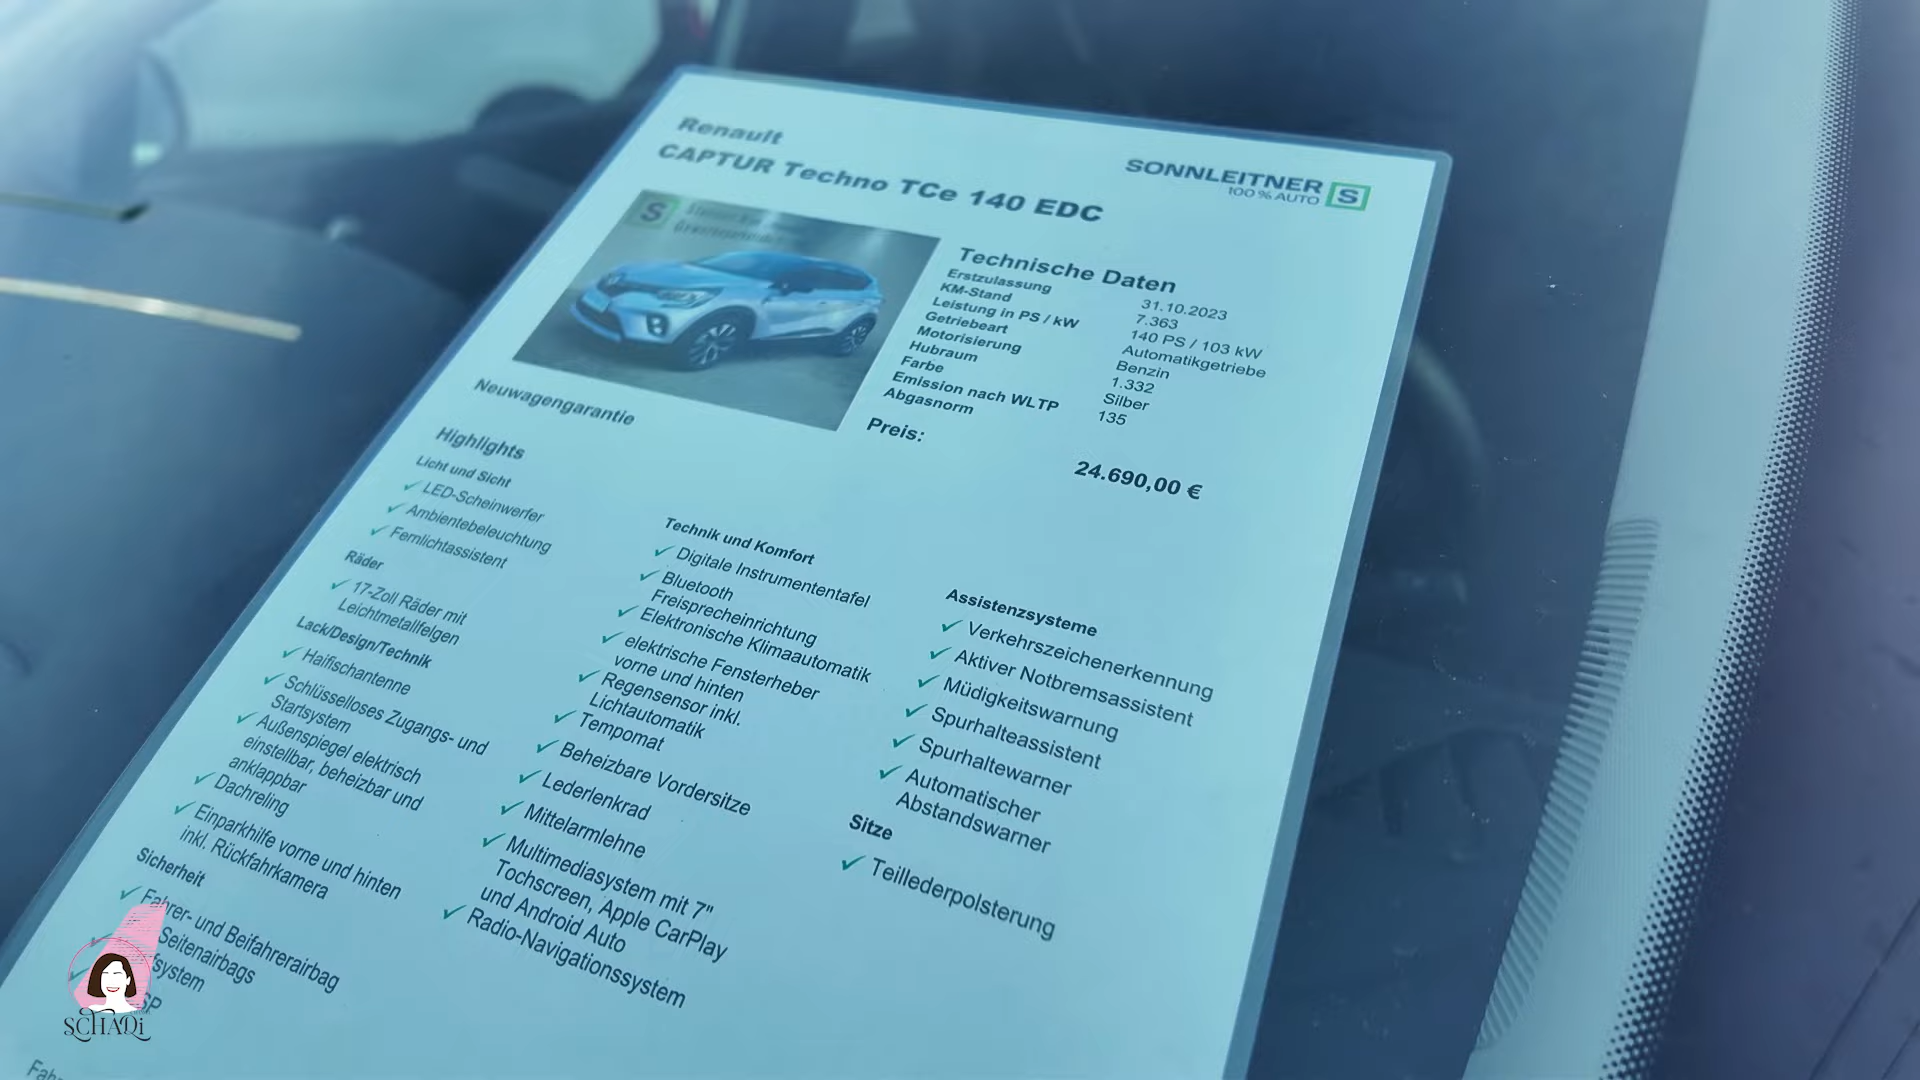 Renault
CAPTUR Techno TCe 140 EDC
SONNLEITNER
100 % AUTO
S
S
Technische Daten
Erstzulassung 31.10.2023
KM-Stand 7.363
Leistung in PS / kW 140 PS / 103 kW
Getriebeart Automatikgetriebe
Motorisierung Benzin
Hubraum 1.332
Farbe Silber
Emission nach WLTP 135
Abgasnorm
Preis:
24.690,00 €
Neuwagengarantie
Highlights
Licht und Sicht
LED-Scheinwerfer
Ambientebeleuchtung
Fernlichtassistent
Räder
17-Zoll Räder mit
Leichtmetallfelgen
Lack/Design/Technik
Haifischantenne
Schlüsselloses Zugangs- und
Startsystem
Außenspiegel elektrisch
einstellbar, beheizbar und
anklappbar
Dachreling
Einparkhilfe vorne und hinten
inkl. Rückfahrkamera
Sicherheit
Fahrer- und Beifahrerairbag
Seitenairbags
Technik und Komfort
Digitale Instrumententafel
Bluetooth
Freisprecheinrichtung
Elektronische Klimaautomatik
elektrische Fensterheber
vorne und hinten
Regensensor inkl.
Lichtautomatik
Tempomat
Beheizbare Vordersitze
Lederlenkrad
Mittelarmlehne
Multimediasystem mit 7"
Tochscreen, Apple CarPlay
und Android Auto
Radio-Navigationssystem
Assistenzsysteme
Verkehrszeichenerkennung
Aktiver Notbremsassistent
Müdigkeitswarnung
Spurhalteassistent
Spurhaltewarner
Automatischer
Abstandswarner
Sitze
Teillederpolsterung
SCHADi